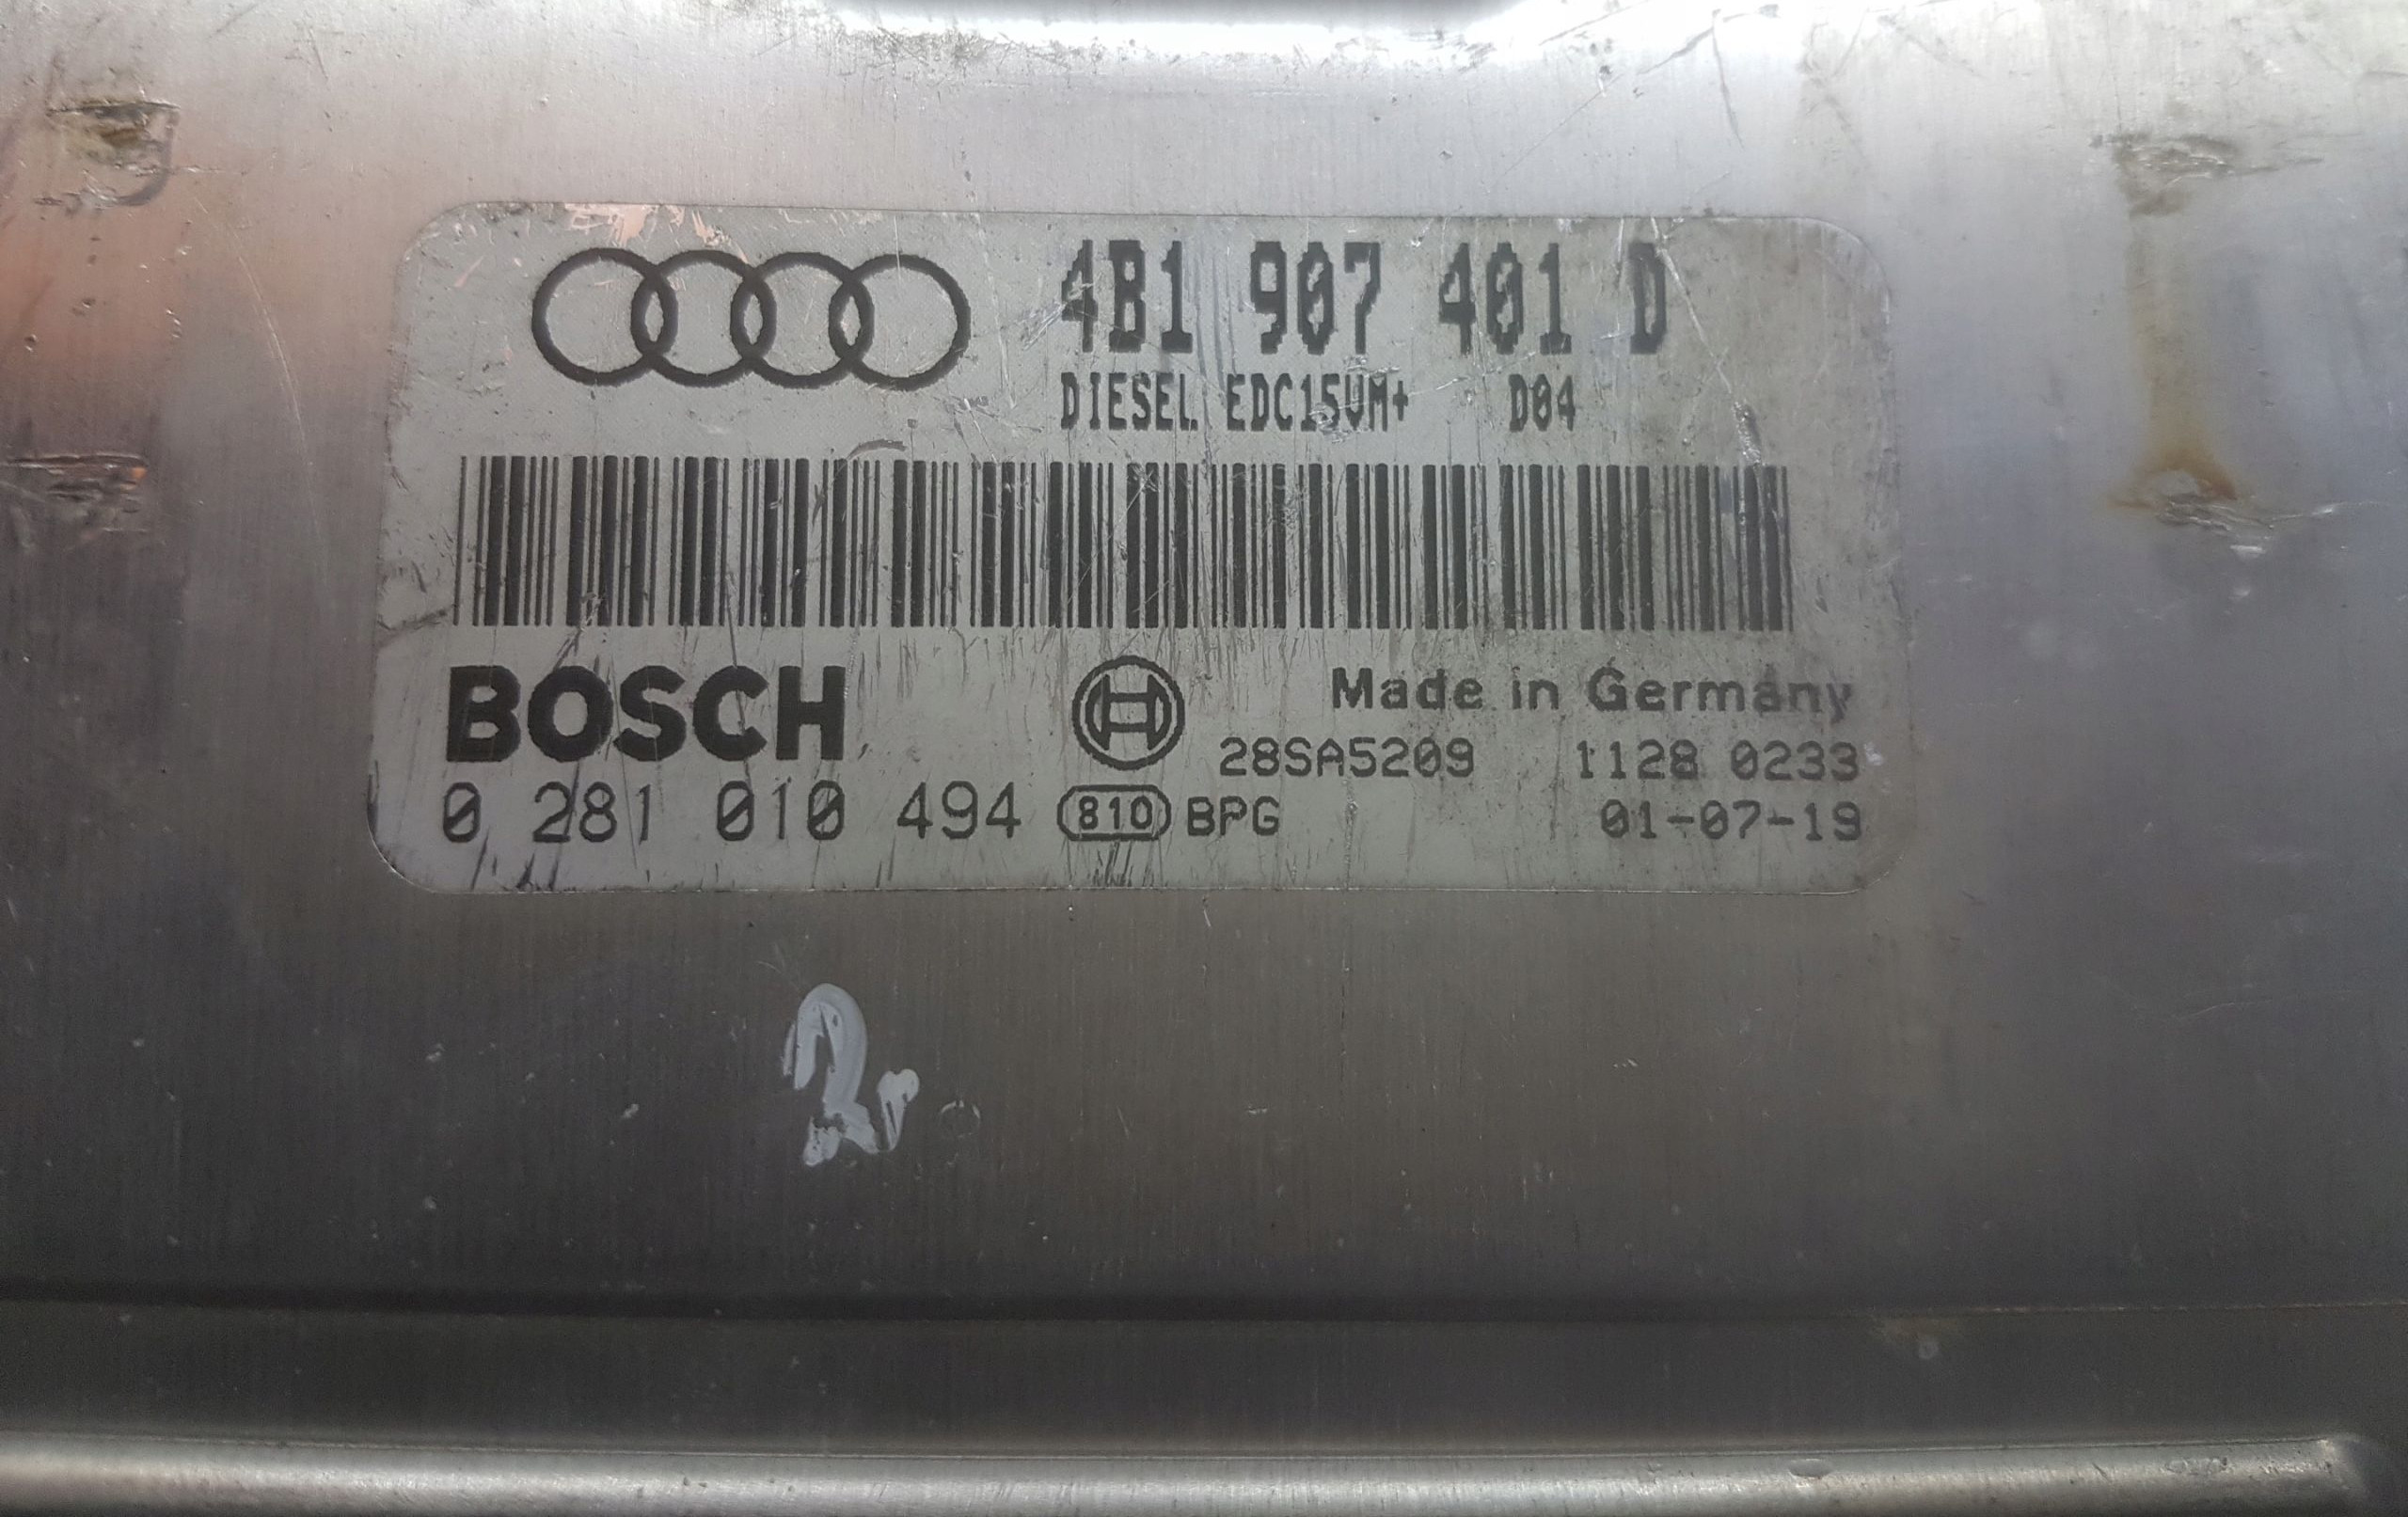 4B1 907 401 D
DIESEL EDC15VM+ D04
BOSCH
Made in Germany
28SA5209 1128 0233
0 281 010 494 810 BPG 01-07-19